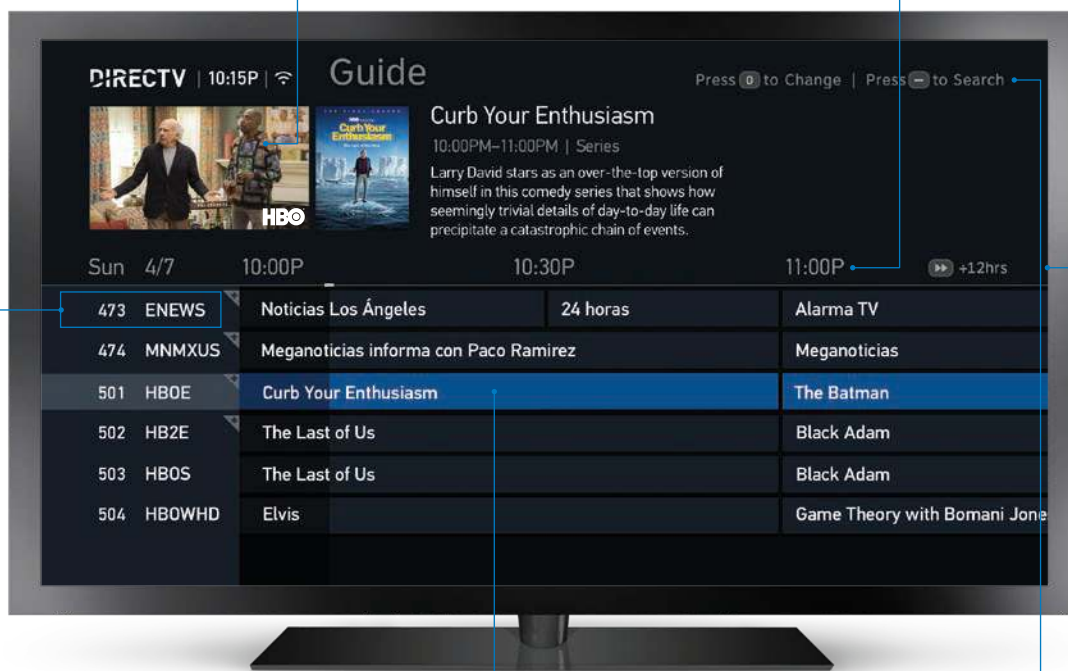 DIRECTV | 10:15P | Guide
Press 0 to Change | Press — to Search
HBO
Curb Your Enthusiasm
Curb Your Enthusiasm
10:00PM–11:00PM | Series
Larry David stars as an over-the-top version of
himself in this comedy series that shows how
seemingly trivial details of day-to-day life can
precipitate a catastrophic chain of events.
Sun 4/7 10:00P 10:30P 11:00P +12hrs
473 ENEWS Noticias Los Ángeles 24 horas Alarma TV
474 MNMXUS Meganoticias informa con Paco Ramirez Meganoticias
501 HBOE Curb Your Enthusiasm The Batman
502 HB2E The Last of Us Black Adam
503 HBOS The Last of Us Black Adam
504 HBOWHD Elvis Game Theory with Bomani Jone